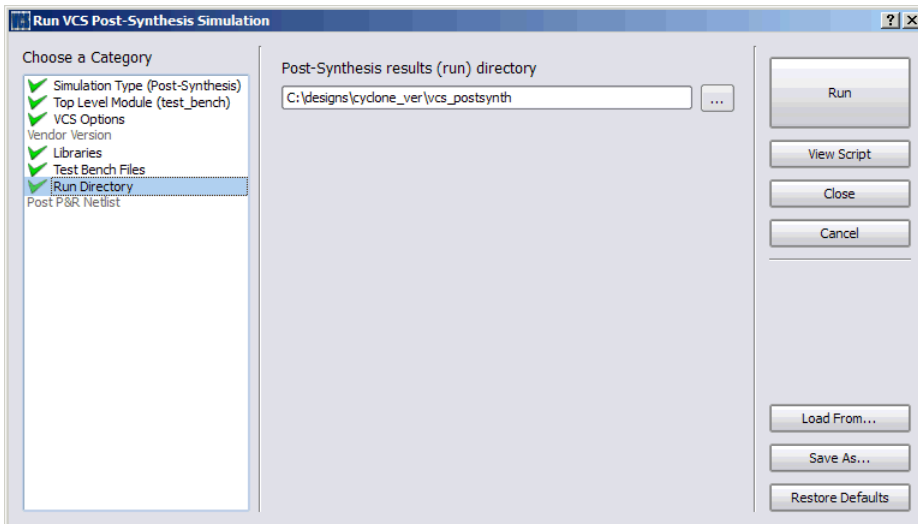 Run VCS Post-Synthesis Simulation
Choose a Category
Simulation Type (Post-Synthesis)
Top Level Module (test_bench)
VCS Options
Vendor Version
Libraries
Test Bench Files
Run Directory
Post P&R Netlist
Post-Synthesis results (run) directory
C:\designs\cyclone_ver\vcs_postsynth
...
Run
View Script
Close
Cancel
Load From...
Save As...
Restore Defaults